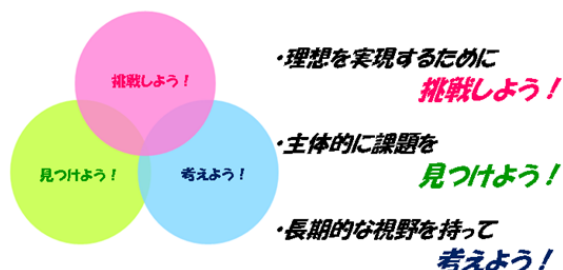 挑戦しよう！
見つけよう！
考えよう！
・理想を実現するために
挑戦しよう！
・主体的に課題を
見つけよう！
・長期的な視野を持って
考えよう！